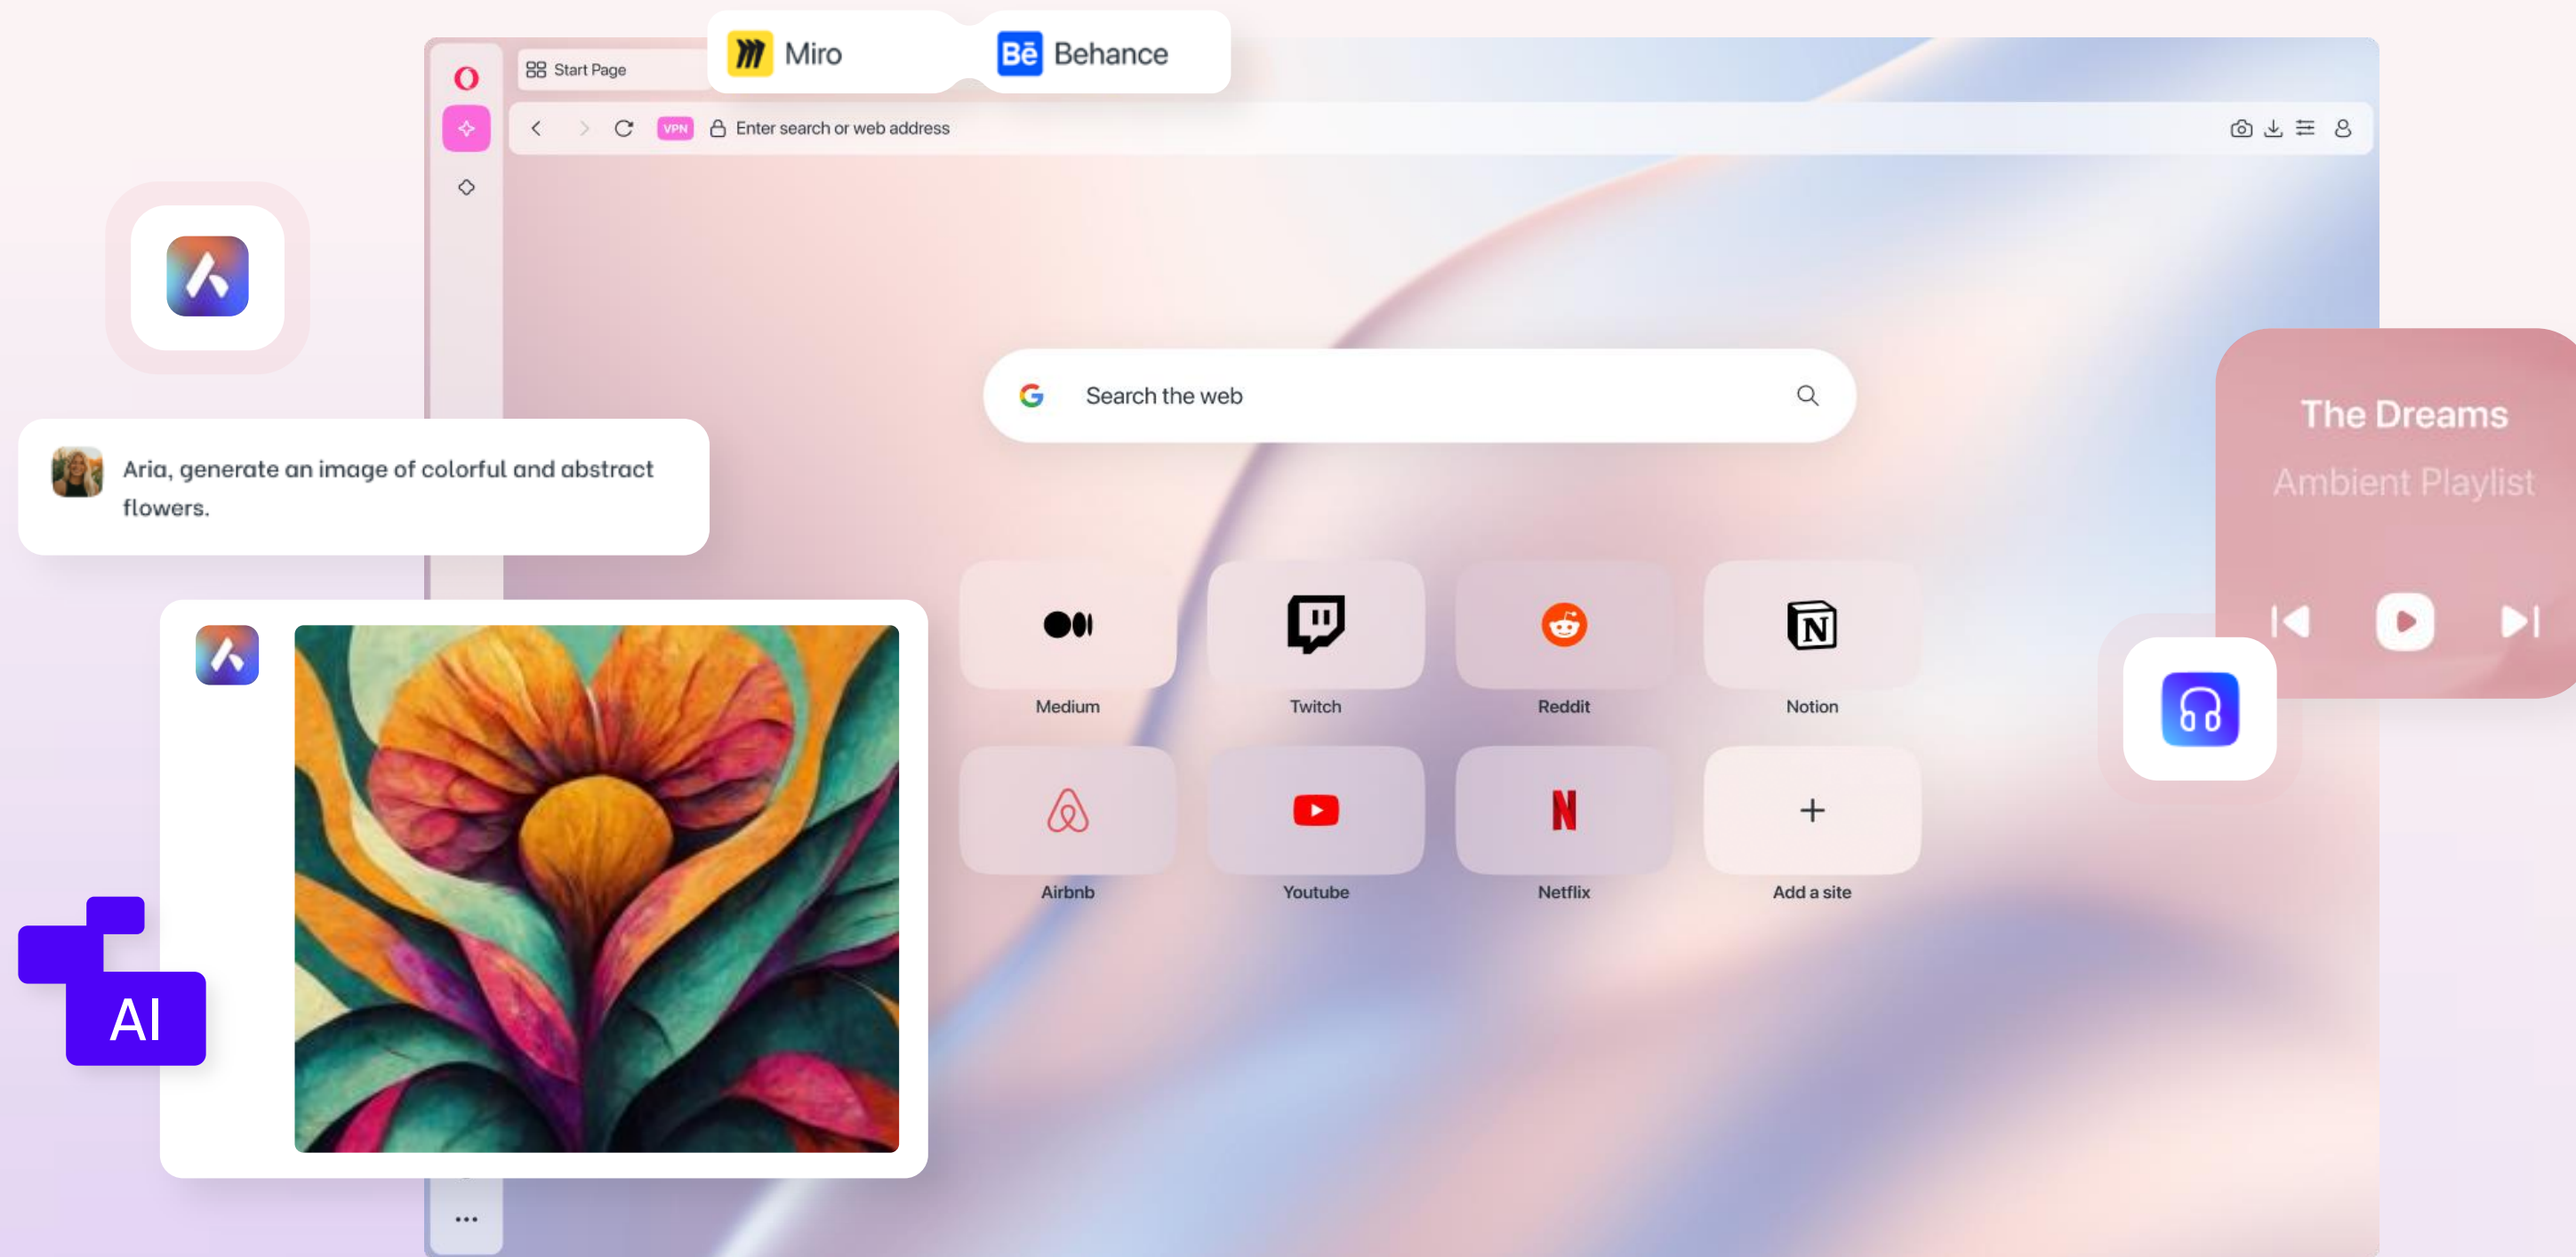 Miro
Behance
Start Page
VPN
Enter search or web address
Search the web
The Dreams
Ambient Playlist
Aria, generate an image of colorful and abstract
flowers.
Medium
Twitch
Reddit
Notion
Airbnb
Youtube
Netflix
Add a site
AI
Bē
N